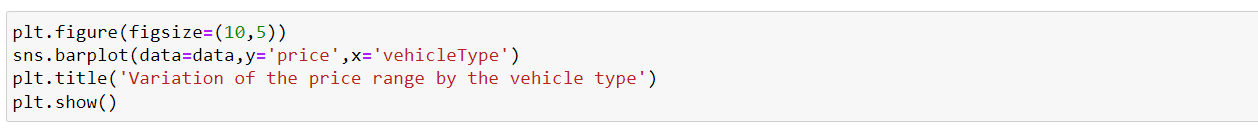 plt.figure(figsize=(10,5))
sns.barplot(data=data,y='price',x='vehicleType')
plt.title('Variation of the price range by the vehicle type')
plt.show()